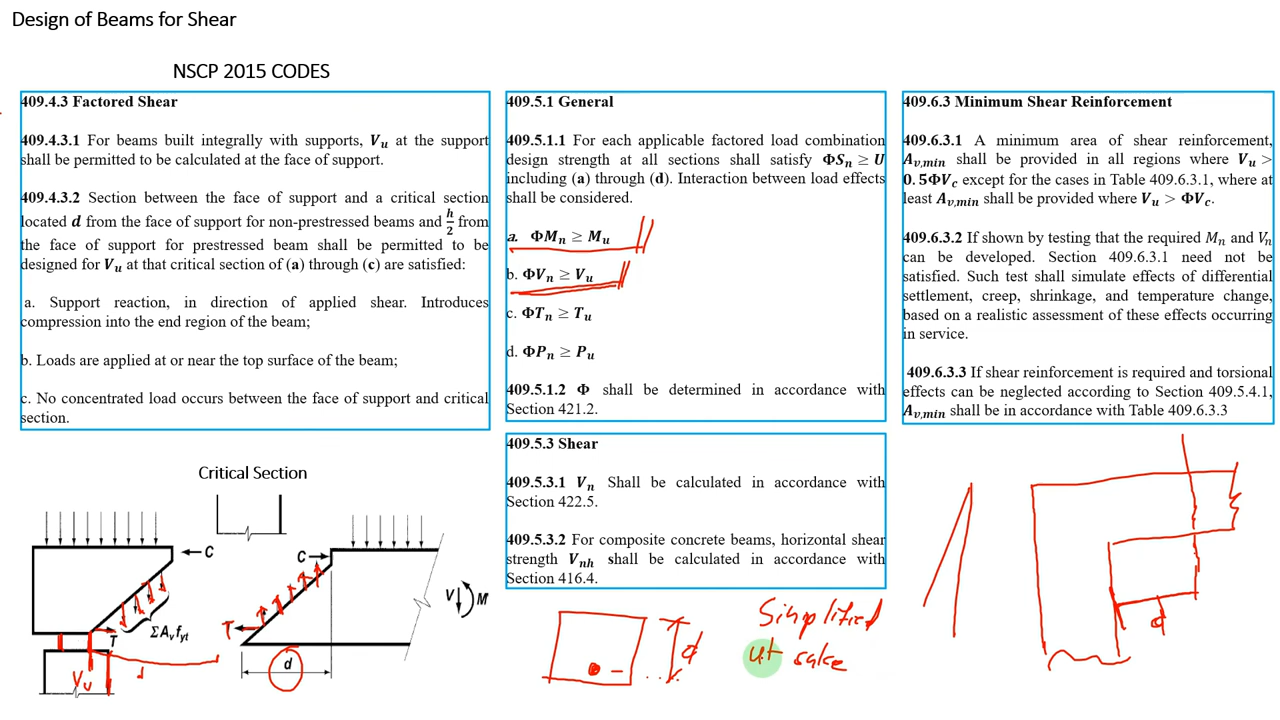 Design of Beams for Shear
NSCP 2015 CODES
409.4.3 Factored Shear
409.4.3.1 For beams built integrally with supports, Vu at the support
shall be permitted to be calculated at the face of support.
409.4.3.2 Section between the face of support and a critical section
located d from the face of support for non-prestressed beams and h/2 from
the face of support for prestressed beam shall be permitted to be
designed for Vu at that critical section of (a) through (c) are satisfied:
a. Support reaction, in direction of applied shear. Introduces
compression into the end region of the beam;
b. Loads are applied at or near the top surface of the beam;
c. No concentrated load occurs between the face of support and critical
section.
409.5.1 General
409.5.1.1 For each applicable factored load combination
design strength at all sections shall satisfy ΦSn ≥ U
including (a) through (d). Interaction between load effects
shall be considered.
a. ΦMn ≥ Mu
b. ΦVn ≥ Vu
c. ΦTn ≥ Tu
d. ΦPn ≥ Pu
409.5.1.2 Φ shall be determined in accordance with
Section 421.2.
409.5.3 Shear
409.5.3.1 Vn Shall be calculated in accordance with
Section 422.5.
409.5.3.2 For composite concrete beams, horizontal shear
strength Vnh shall be calculated in accordance with
Section 416.4.
409.6.3 Minimum Shear Reinforcement
409.6.3.1 A minimum area of shear reinforcement,
Av,min shall be provided in all regions where Vu >
0.5ΦVc except for the cases in Table 409.6.3.1, where at
least Av,min shall be provided where Vu > ΦVc.
409.6.3.2 If shown by testing that the required Mn and Vn
can be developed. Section 409.6.3.1 need not be
satisfied. Such test shall simulate effects of differential
settlement, creep, shrinkage, and temperature change,
based on a realistic assessment of these effects occurring
in service.
409.6.3.3 If shear reinforcement is required and torsional
effects can be neglected according to Section 409.5.4.1,
Av,min shall be in accordance with Table 409.6.3.3
Critical Section
C
C
V
M
ΣAv fyt
T
T
d
d
Vu
d
Simplified
sake
d